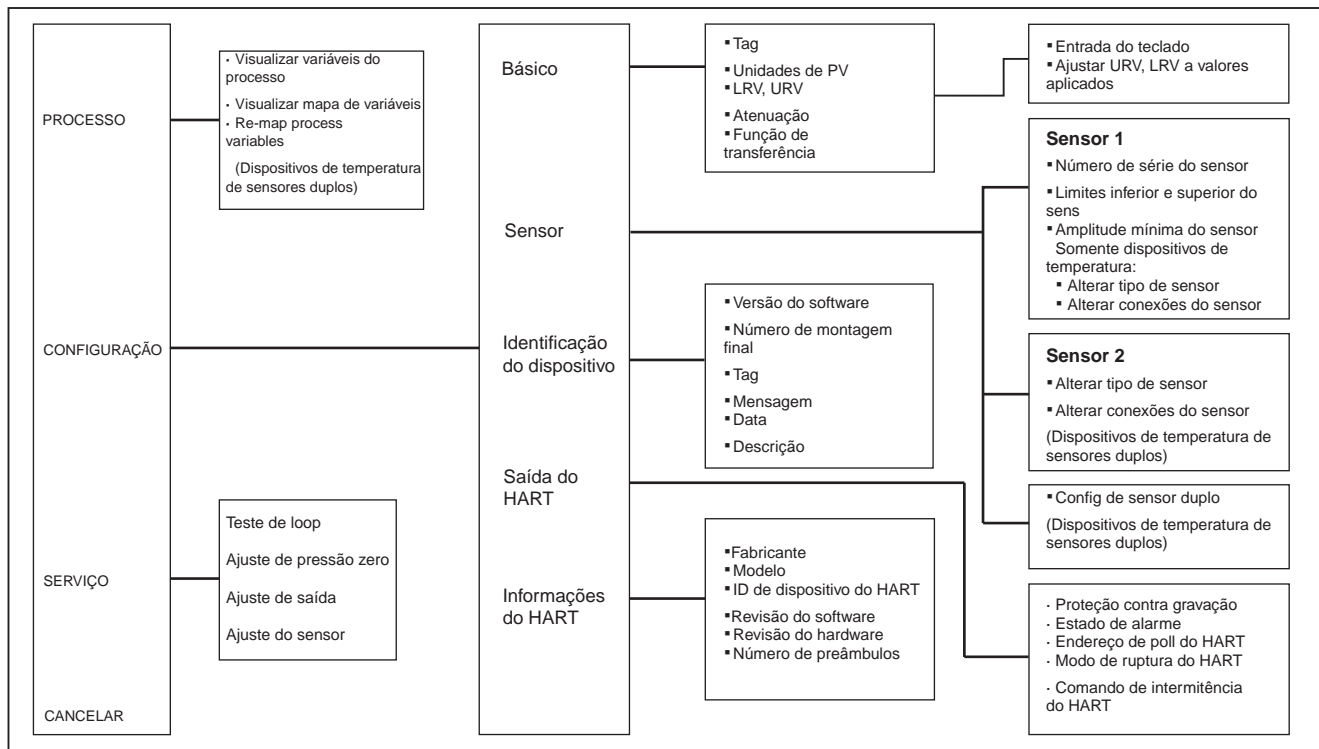 PROCESSO
· Visualizar variáveis do
processo
· Visualizar mapa de variáveis
· Re-map process
variables
(Dispositivos de temperatura
de sensores duplos)
CONFIGURAÇÃO
SERVIÇO
Teste de loop
Ajuste de pressão zero
Ajuste de saída
Ajuste do sensor
CANCELAR
Básico
▪ Tag
▪ Unidades de PV
▪ LRV, URV
▪ Atenuação
▪ Função de
transferência
▪ Entrada do teclado
▪ Ajustar URV, LRV a valores
aplicados
Sensor
Sensor 1
▪ Número de série do sensor
▪ Limites inferior e superior do
sens
▪ Amplitude mínima do sensor
Somente dispositivos de
temperatura:
▪ Alterar tipo de sensor
▪ Alterar conexões do sensor
Sensor 2
▪ Alterar tipo de sensor
▪ Alterar conexões do sensor
(Dispositivos de temperatura de
sensores duplos)
▪ Config de sensor duplo
(Dispositivos de temperatura de
sensores duplos)
Identificação
do dispositivo
▪ Versão do software
▪ Número de montagem
final
▪ Tag
▪ Mensagem
▪ Data
▪ Descrição
Saída do
HART
· Proteção contra gravação
· Estado de alarme
· Endereço de poll do HART
· Modo de ruptura do HART
· Comando de intermitência
do HART
Informações
do HART
▪ Fabricante
▪ Modelo
▪ ID de dispositivo do HART
▪ Revisão do software
▪ Revisão do hardware
▪ Número de preâmbulos